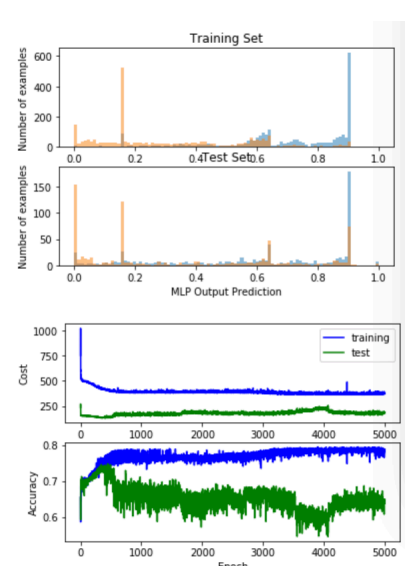 Training Set
Number of examples
600
400
200
0
0.0 0.2 0.4 0.6 0.8 1.0
Test Set
Number of examples
150
100
50
0
0.0 0.2 0.4 0.6 0.8 1.0
MLP Output Prediction
Cost
1000
750
500
250
training
test
0 1000 2000 3000 4000 5000
Accuracy
0.8
0.7
0.6
0 1000 2000 3000 4000 5000
Epoch